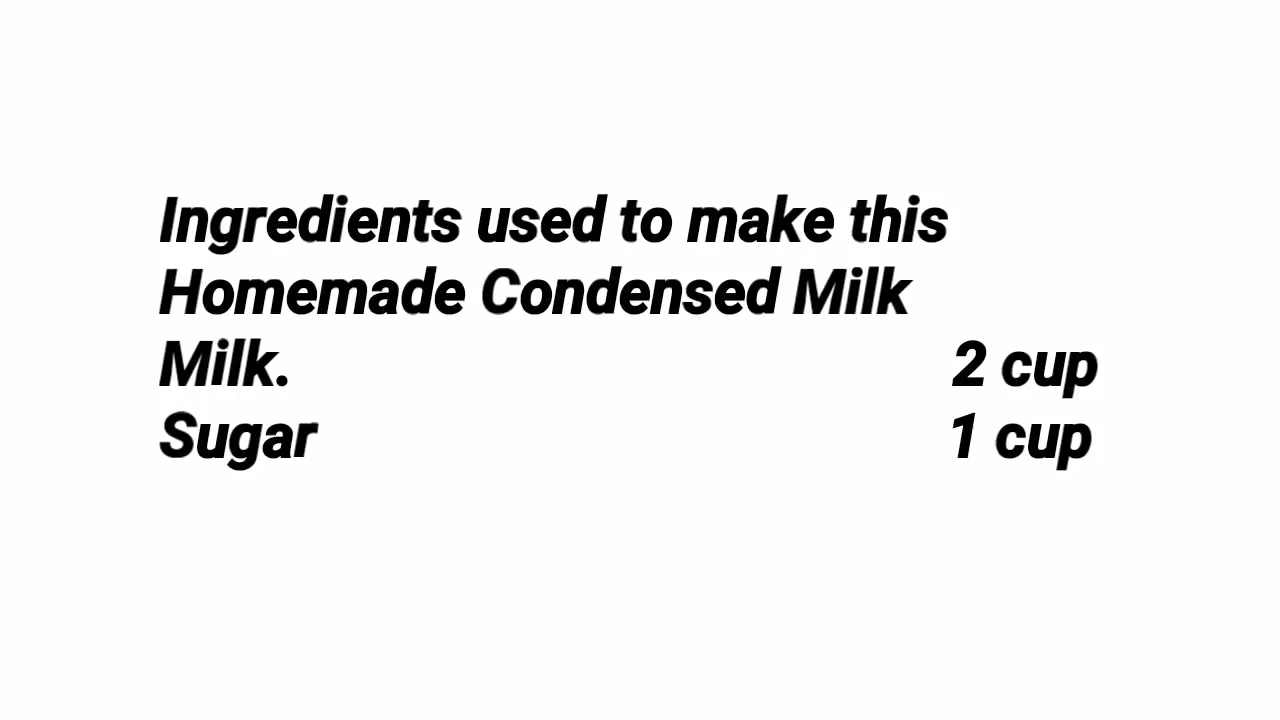 Ingredients used to make this
Homemade Condensed Milk
Milk. 2 cup
Sugar 1 cup